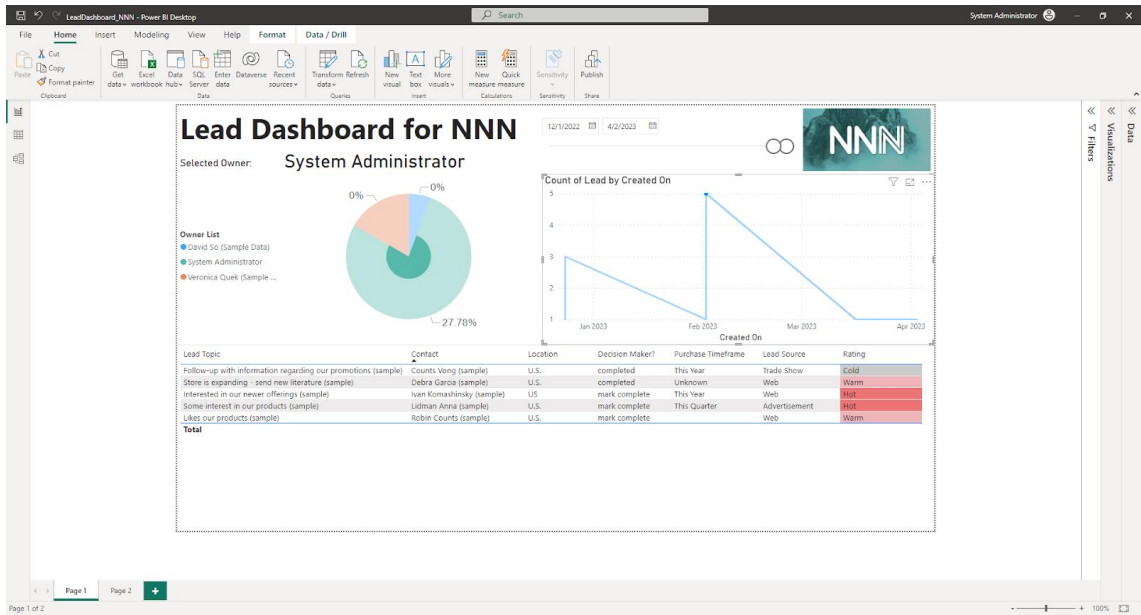 LeadDashboard_NNN - Power BI Desktop
Search
System Administrator
File Home Insert Modeling View Help Format Data / Drill
Paste
Cut
Copy
Format painter
Get data
Excel workbook
Data hub
SQL Server
Enter data
Dataverse
Recent sources
Transform data
Refresh
New visual
Text box
More visuals
New measure
Quick measure
Sensitivity
Publish
Clipboard Data Queries Insert Calculations Sensitivity Share
Lead Dashboard for NNN
12/1/2022 4/2/2023
NNN
Filters
Visualizations
Data
Selected Owner: System Administrator
Owner List
David So (Sample Data)
System Administrator
Veronica Quek (Sample ...
0%
0%
27.78%
Count of Lead by Created On
5
4
3
2
1
Jan 2023 Feb 2023 Mar 2023 Apr 2023
Created On
Lead Topic Contact Location Decision Maker? Purchase Timeframe Lead Source Rating
Follow-up with information regarding our promotions (sample) Counts Vong (sample) U.S. completed This Year Trade Show Cold
Store is expanding - send new literature (sample) Debra Garcia (sample) U.S. completed Unknown Web Warm
Interested in our newer offerings (sample) Ivan Komashinsky (sample) US mark complete This Year Web Hot
Some interest in our products (sample) Lidman Anna (sample) U.S. mark complete This Quarter Advertisement Hot
Likes our products (sample) Robin Counts (sample) U.S. mark complete Web Warm
Total
Page 1 Page 2
Page 1 of 2
100%